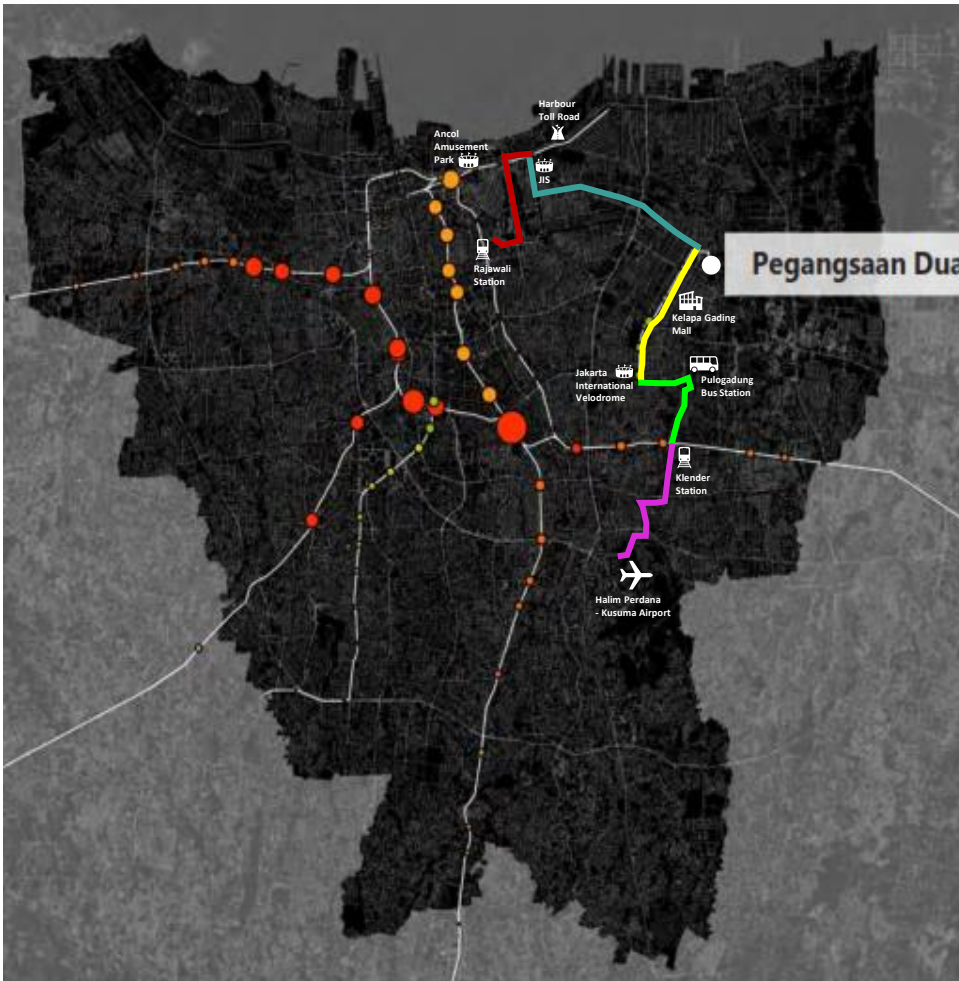 Harbour
Toll Road
Ancol
Amusement
Park
JIS
Rajawali
Station
Pegangsaan Dua
Kelapa Gading
Mall
Jakarta
International
Velodrome
Pulogadung
Bus Station
Klender
Station
Halim Perdana
- Kusuma Airport